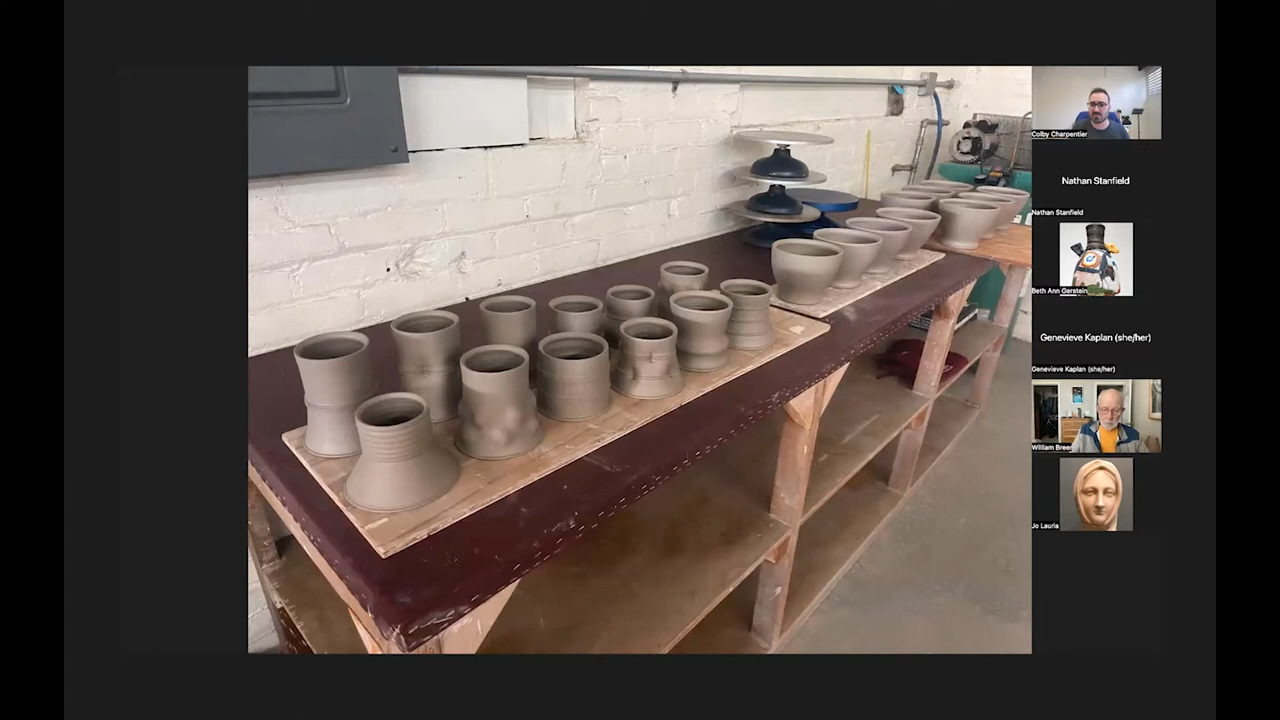 Colby Charpentier
Nathan Stanfield
Nathan Stanfield
Beth Ann Gerstein
Genevieve Kaplan (she/her)
Genevieve Kaplan (she/her)
William Breen
Jo Lauria